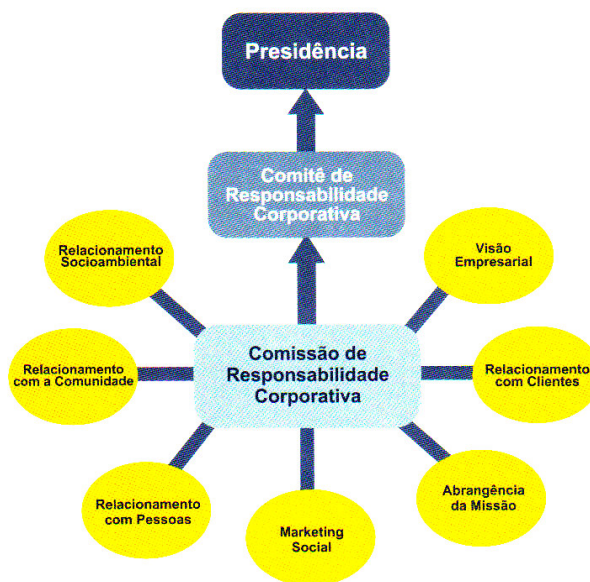 Presidência
Comitê de
Responsabilidade
Corporativa
Relacionamento
Socioambiental
Visão
Empresarial
Comissão de
Responsabilidade
Corporativa
Relacionamento
com a Comunidade
Relacionamento
com Clientes
Relacionamento
com Pessoas
Marketing
Social
Abrangência
da Missão